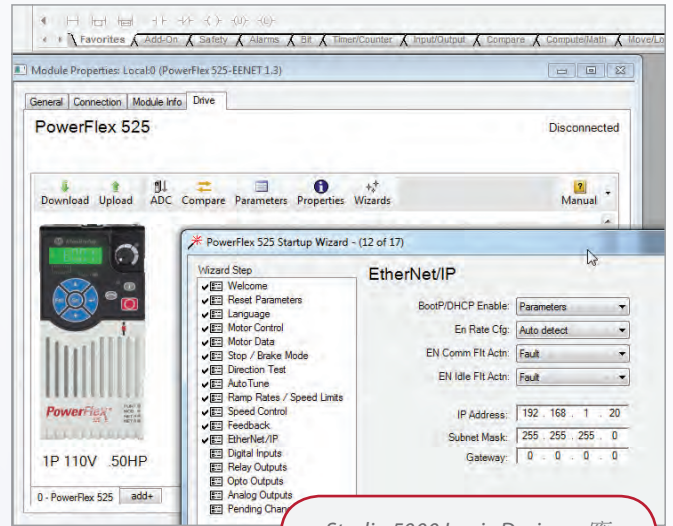 Favorites Add-On Safety Alarms Bit Timer/Counter Input/Output Compare Compute/Math Move/Lo
Module Properties: Local:0 (PowerFlex 525-EENET 1.3)
General Connection Module Info Drive
PowerFlex 525
Disconnected
Download Upload ADC Compare Parameters Properties Wizards Manual
PowerFlex 525 Startup Wizard - (12 of 17)
Wizard Step
Welcome
Reset Parameters
Language
Motor Control
Motor Data
Stop / Brake Mode
Direction Test
AutoTune
Ramp Rates / Speed Limits
Speed Control
Feedback
EtherNet/IP
Digital Inputs
Relay Outputs
Opto Outputs
Analog Outputs
Pending Chan
EtherNet/IP
BootP/DHCP Enable: Parameters
En Rate Cfg: Auto detect
EN Comm Flt Actn: Fault
EN Idle Flt Actn: Fault
IP Address: 192 . 168 . 1 . 20
Subnet Mask: 255 . 255 . 255 . 0
Gateway: 0 . 0 . 0 . 0
PowerFlex
1P 110V .50HP
0 - PowerFlex 525 add+